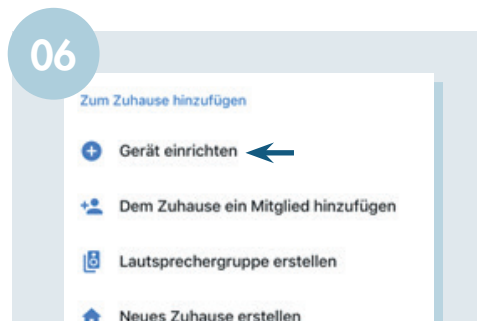 06
Zum Zuhause hinzufügen
Gerät einrichten
Dem Zuhause ein Mitglied hinzufügen
Lautsprechergruppe erstellen
Neues Zuhause erstellen